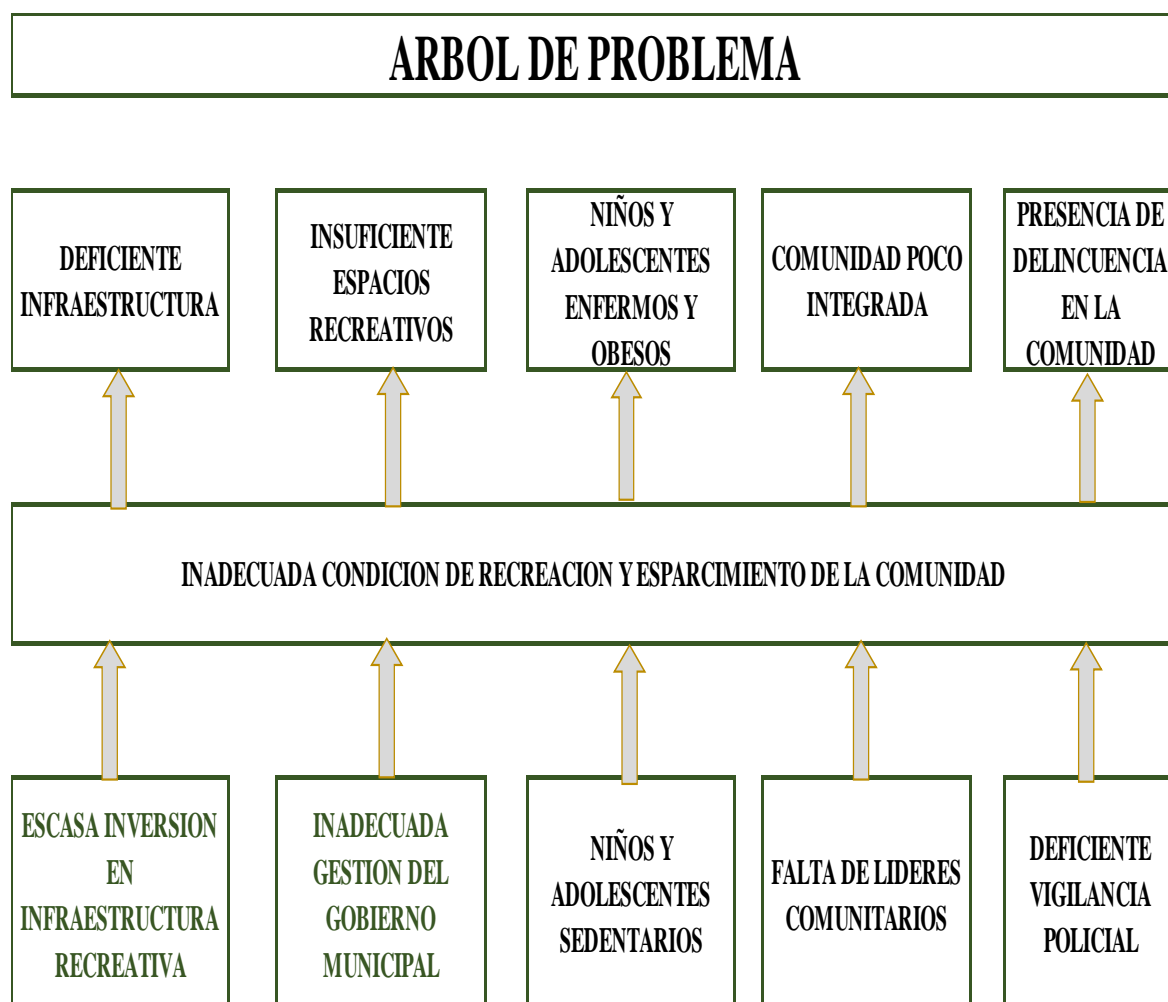 ARBOL DE PROBLEMA
DEFICIENTE
INFRAESTRUCTURA
INSUFICIENTE
ESPACIOS
RECREATIVOS
NIÑOS Y
ADOLESCENTES
ENFERMOS Y
OBESOS
COMUNIDAD POCO
INTEGRADA
PRESENCIA DE
DELINCUENCIA
EN LA
COMUNIDAD
INADECUADA CONDICION DE RECREACION Y ESPARCIMIENTO DE LA COMUNIDAD
ESCASA INVERSION
EN
INFRAESTRUCTURA
RECREATIVA
INADECUADA
GESTION DEL
GOBIERNO
MUNICIPAL
NIÑOS Y
ADOLESCENTES
SEDENTARIOS
FALTA DE LIDERES
COMUNITARIOS
DEFICIENTE
VIGILANCIA
POLICIAL